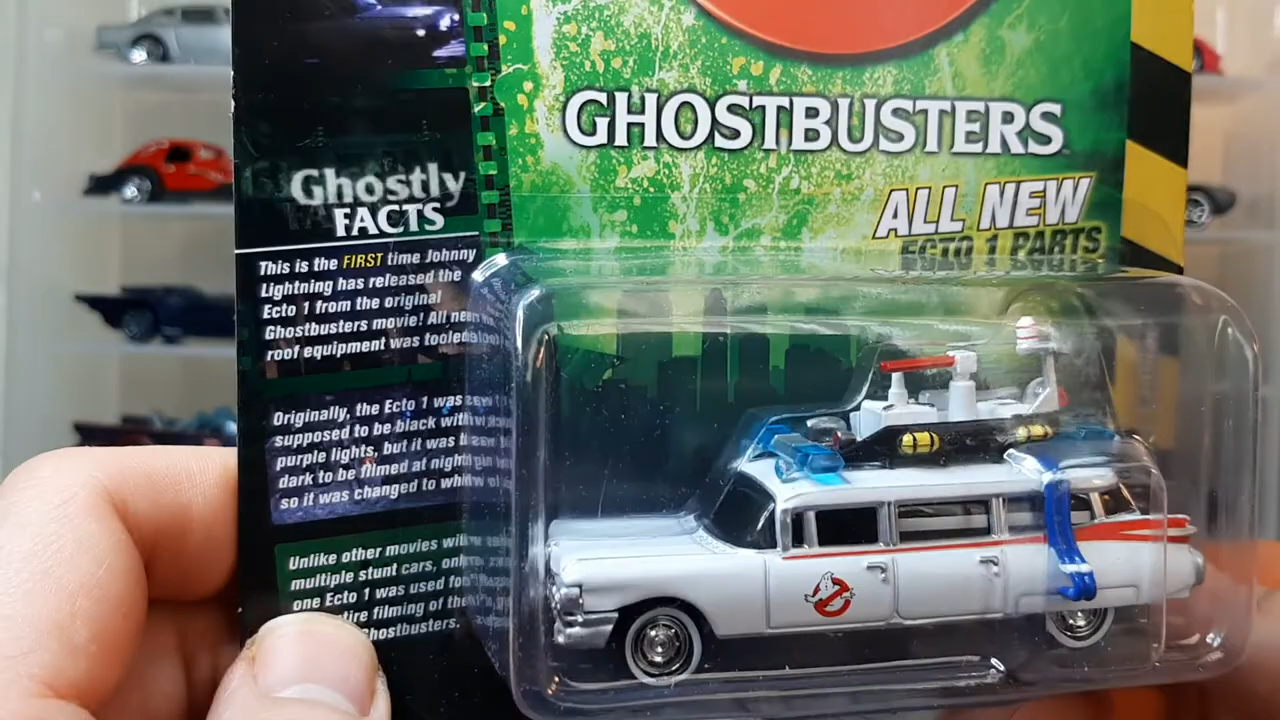 GHOSTBUSTERS
ALL NEW
ECTO 1 PARTS
Ghostly
FACTS
This is the FIRST time Johnny
Lightning has released the
Ecto 1 from the original
Ghostbusters movie! All new
roof equipment was tooled
Originally, the Ecto 1 was
supposed to be black with
purple lights, but it was
dark to be filmed at night
so it was changed to
Unlike other movies with
multiple stunt cars, only
one Ecto 1 was used for
filming of the
Ghostbusters.